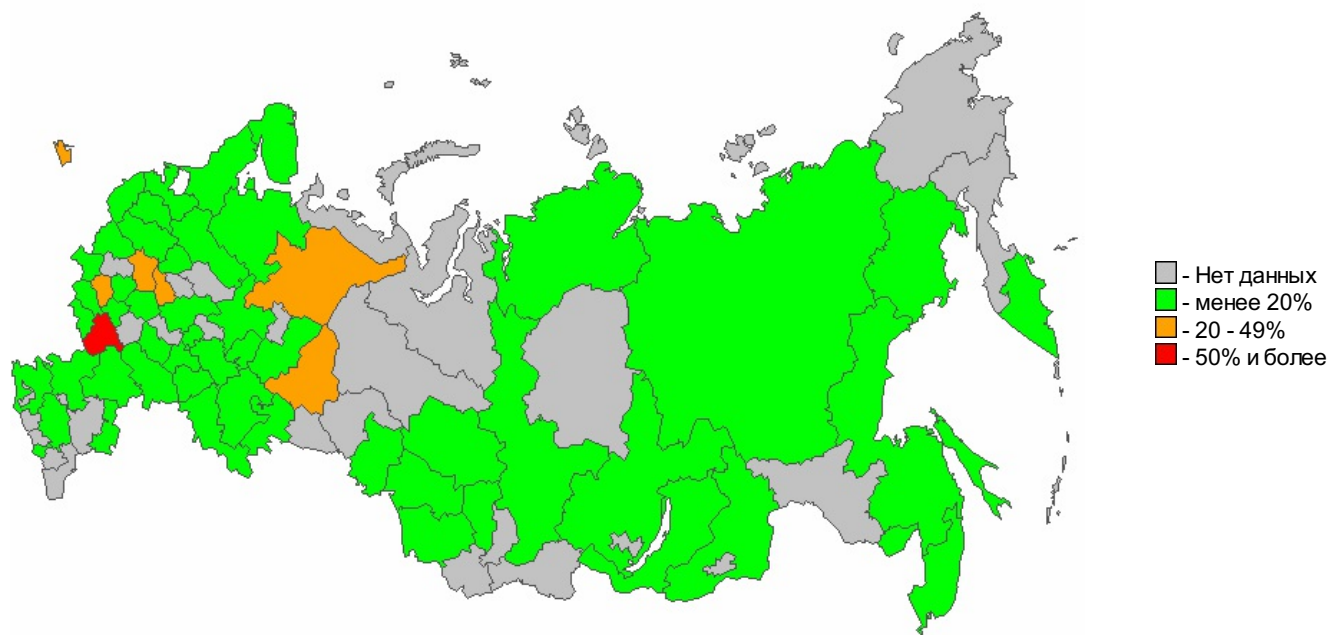 - Нет данных
- менее 20%
- 20 - 49%
- 50% и более